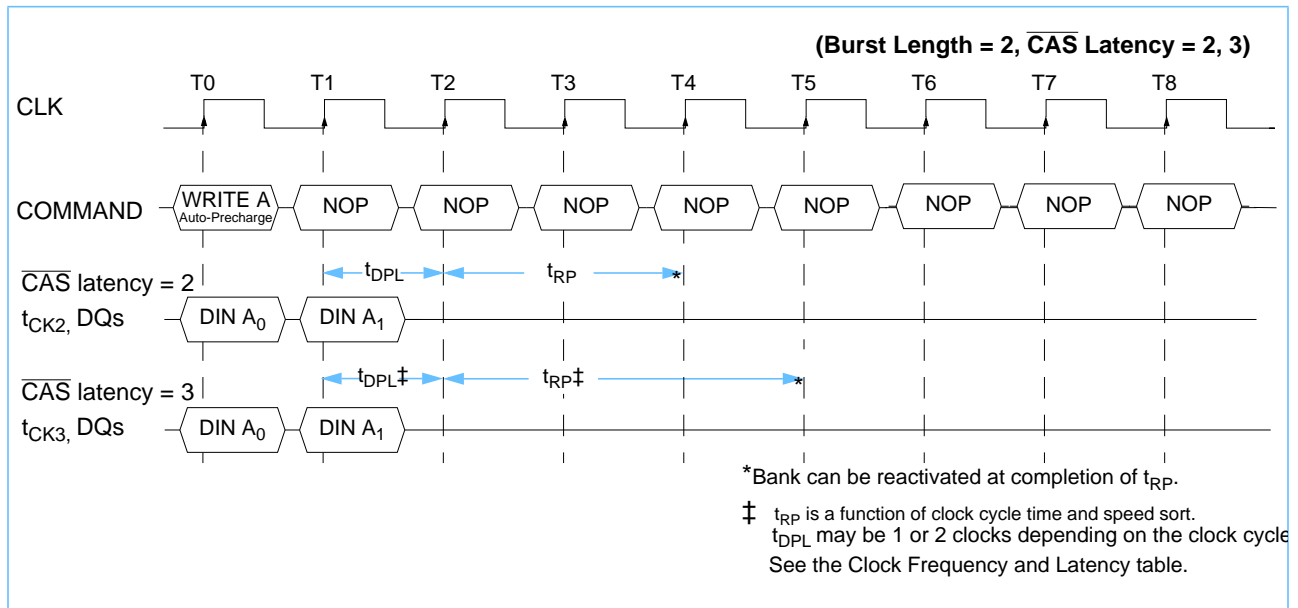 (Burst Length = 2, CAS Latency = 2, 3)
T0 T1 T2 T3 T4 T5 T6 T7 T8
CLK
COMMAND
WRITE A
Auto-Precharge
NOP NOP NOP NOP NOP NOP NOP NOP
tDPL tRP *
CAS latency = 2
tCK2, DQs
DIN A0 DIN A1
tDPL‡ tRP‡ *
CAS latency = 3
tCK3, DQs
DIN A0 DIN A1
*Bank can be reactivated at completion of tRP.
‡ tRP is a function of clock cycle time and speed sort.
tDPL may be 1 or 2 clocks depending on the clock cycle
See the Clock Frequency and Latency table.